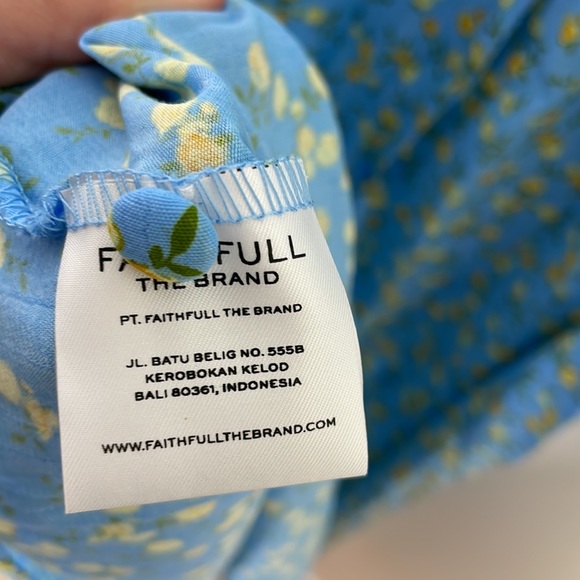 FAITHFULL
THE BRAND
PT. FAITHFULL THE BRAND
JL. BATU BELIG NO. 555B
KEROBOKAN KELOD
BALI 80361, INDONESIA
WWW.FAITHFULLTHEBRAND.COM